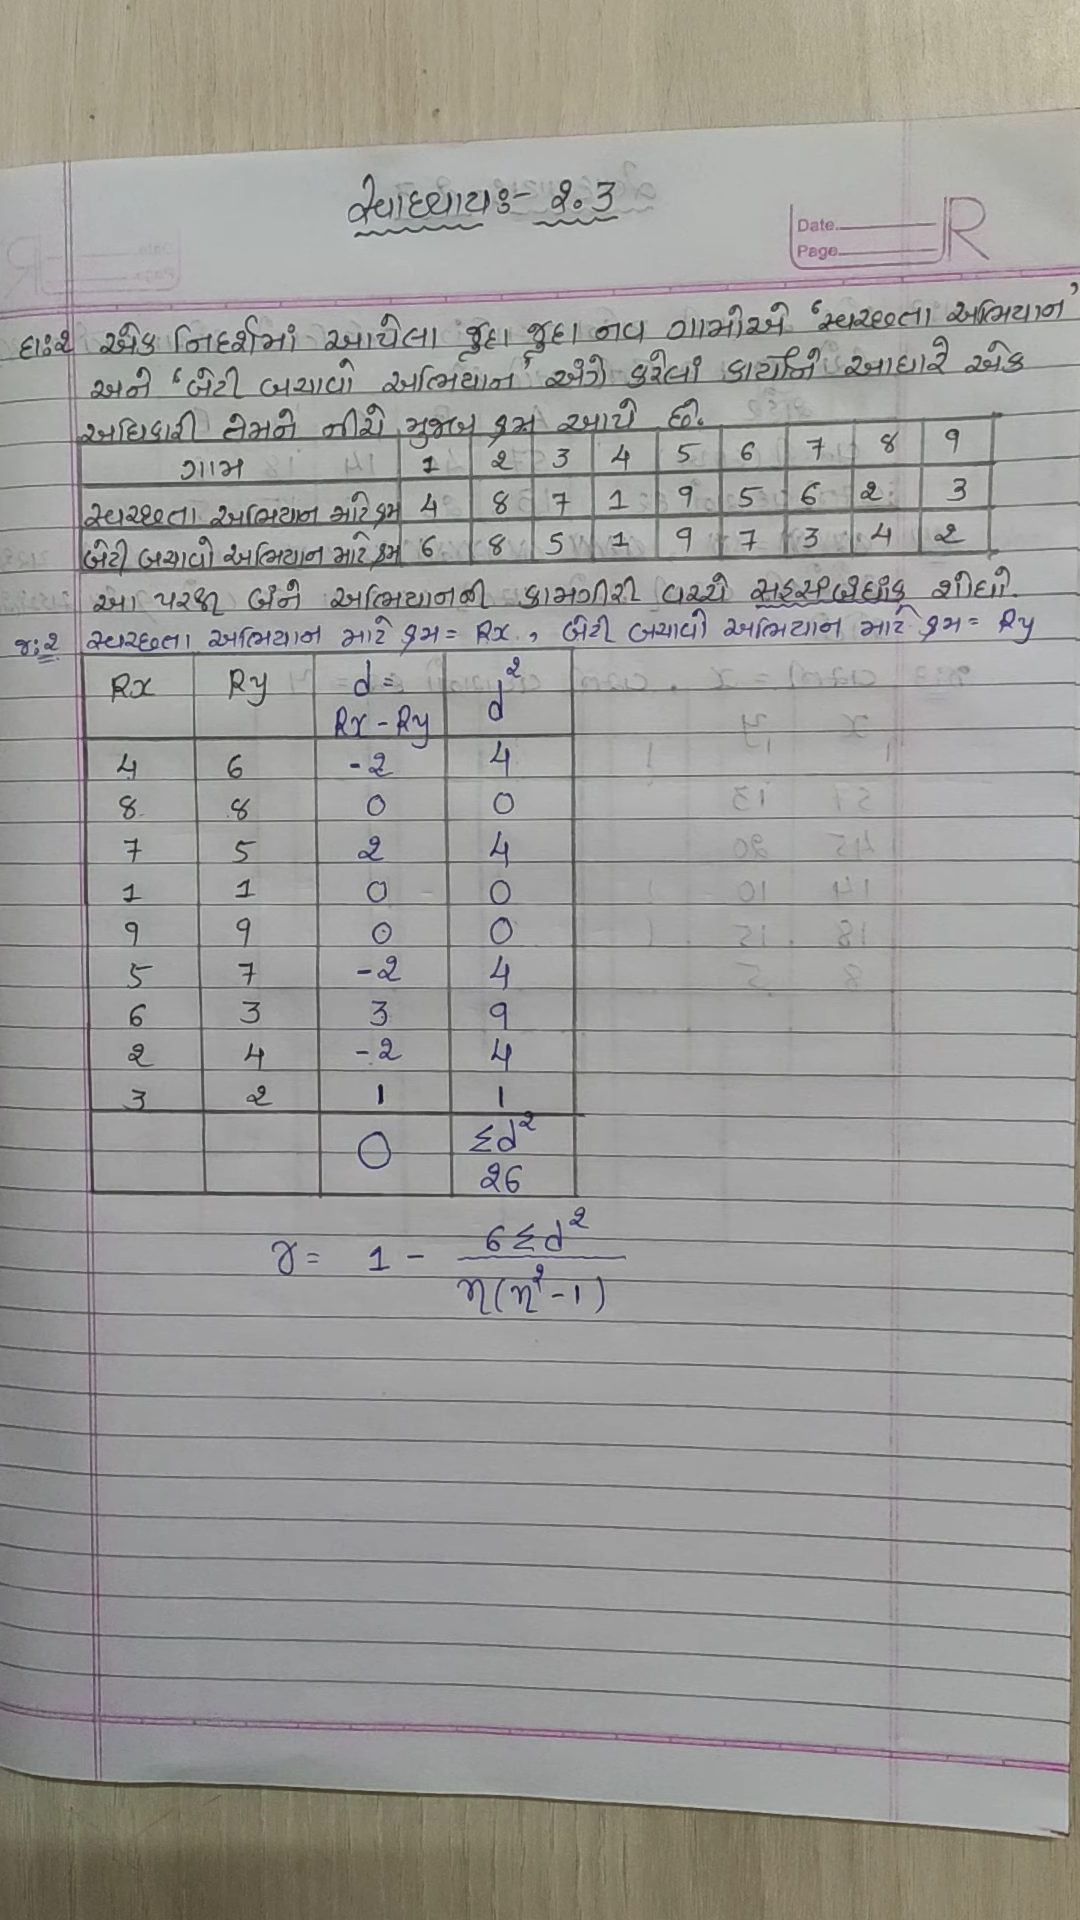 સ્વાધ્યાયઃ- 2.3
Date.
Page.
R
દાઃ2 એક નિદર્શમાં આવેલા જુદા જુદા નવ ગામોએ 'સ્વચ્છતા અભિયાન'
અને 'બેટી બચાવો અભિયાન' અંગે કરેલાં કાર્યોને આધારે એક
અધિકારી તેમને નીચે મુજબ ક્રમ આપે છે.
ગામ 1 2 3 4 5 6 7 8 9
સ્વચ્છતા અભિયાન માટે ક્રમ 4 8 7 1 9 5 6 2 3
બેટી બચાવો અભિયાન માટે ક્રમ 6 8 5 1 9 7 3 4 2
આ પરથી બંને અભિયાનની કામગીરી વચ્ચે સહસંબંધાંક શોધો.
જઃ2 સ્વચ્છતા અભિયાન માટે ક્રમ = Rx, બેટી બચાવો અભિયાન માટે ક્રમ = Ry
Rx Ry d = Rx - Ry d²
4 6 -2 4
8 8 0 0
7 5 2 4
1 1 0 0
9 9 0 0
5 7 -2 4
6 3 3 9
2 4 -2 4
3 2 1 1
0 Σd² 26
r = 1 - 6Σd² / n(n²-1)